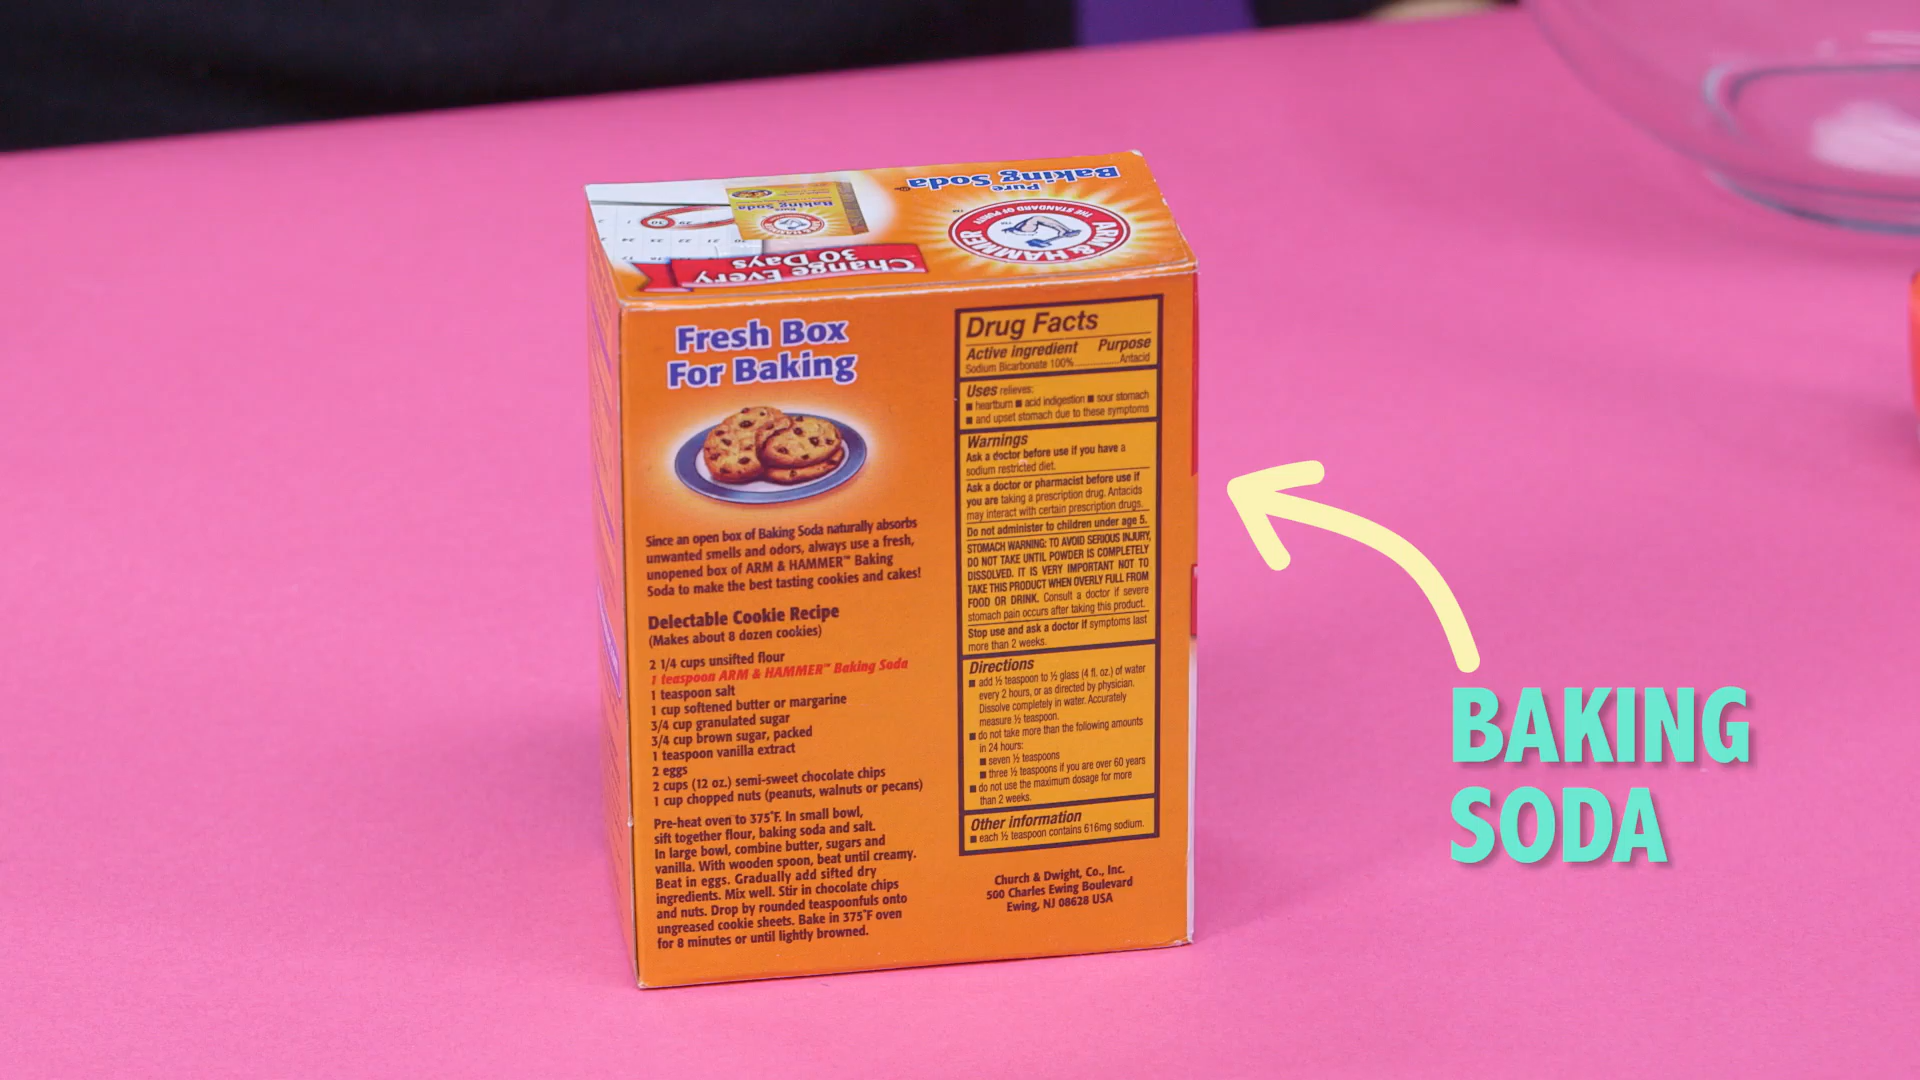 Pure
Baking Soda
ARM & HAMMER
THE STANDARD OF PURITY
Change Every
30 Days
Baking Soda
Fresh Box
For Baking
Since an open box of Baking Soda naturally absorbs
unwanted smells and odors, always use a fresh,
unopened box of ARM & HAMMER™ Baking
Soda to make the best tasting cookies and cakes!
Delectable Cookie Recipe
(Makes about 8 dozen cookies)
2 1/4 cups unsifted flour
1 teaspoon ARM & HAMMER™ Baking Soda
1 teaspoon salt
1 cup softened butter or margarine
3/4 cup granulated sugar
3/4 cup brown sugar, packed
1 teaspoon vanilla extract
2 eggs
2 cups (12 oz.) semi-sweet chocolate chips
1 cup chopped nuts (peanuts, walnuts or pecans)
Pre-heat oven to 375°F. In small bowl,
sift together flour, baking soda and salt.
In large bowl, combine butter, sugars and
vanilla. With wooden spoon, beat until creamy.
Beat in eggs. Gradually add sifted dry
ingredients. Mix well. Stir in chocolate chips
and nuts. Drop by rounded teaspoonfuls onto
ungreased cookie sheets. Bake in 375°F oven
for 8 minutes or until lightly browned.
Drug Facts
Active ingredient Purpose
Sodium Bicarbonate 100%..........Antacid
Uses relieves:
■ heartburn ■ acid indigestion ■ sour stomach
■ and upset stomach due to these symptoms
Warnings
Ask a doctor before use if you have a
sodium restricted diet.
Ask a doctor or pharmacist before use if
you are taking a prescription drug. Antacids
may interact with certain prescription drugs.
Do not administer to children under age 5.
STOMACH WARNING: TO AVOID SERIOUS INJURY,
DO NOT TAKE UNTIL POWDER IS COMPLETELY
DISSOLVED. IT IS VERY IMPORTANT NOT TO
TAKE THIS PRODUCT WHEN OVERLY FULL FROM
FOOD OR DRINK. Consult a doctor if severe
stomach pain occurs after taking this product.
Stop use and ask a doctor if symptoms last
more than 2 weeks.
Directions
■ add ½ teaspoon to ½ glass (4 fl. oz.) of water
every 2 hours, or as directed by physician.
Dissolve completely in water. Accurately
measure ½ teaspoon.
■ do not take more than the following amounts
in 24 hours:
■ seven ½ teaspoons
■ three ½ teaspoons if you are over 60 years
■ do not use the maximum dosage for more
than 2 weeks.
Other information
■ each ½ teaspoon contains 616mg sodium.
Church & Dwight, Co., Inc.
500 Charles Ewing Boulevard
Ewing, NJ 08628 USA
BAKING
SODA